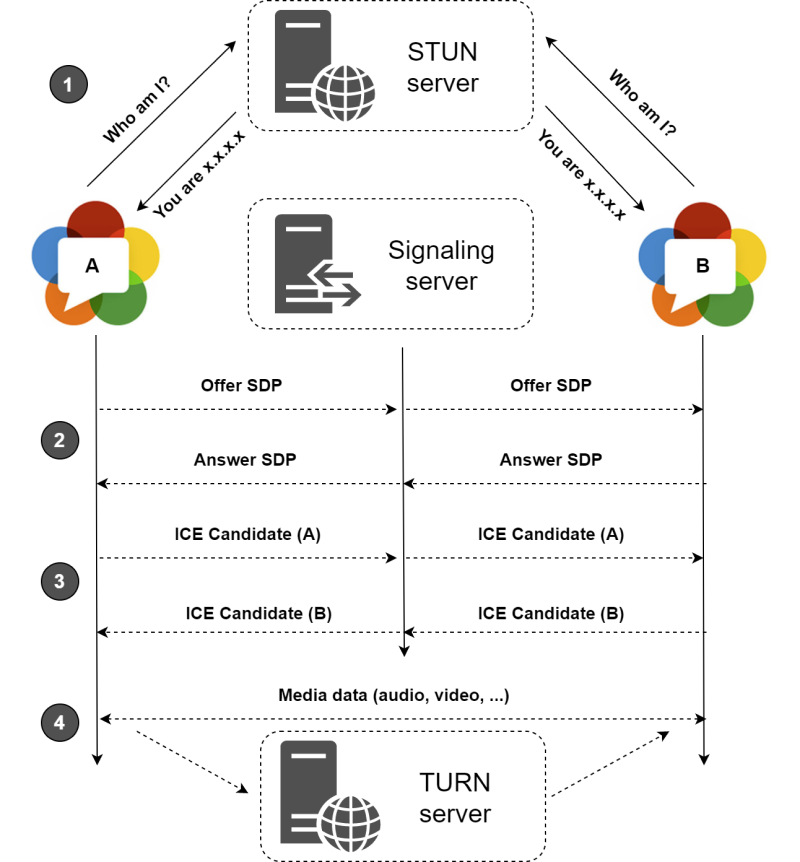 STUN
server
1
Who am I?
Who am I?
You are x.x.x.x
You are x.x.x.x
A
Signaling
server
B
Offer SDP
Offer SDP
2
Answer SDP
Answer SDP
ICE Candidate (A)
ICE Candidate (A)
3
ICE Candidate (B)
ICE Candidate (B)
Media data (audio, video, ...)
4
TURN
server